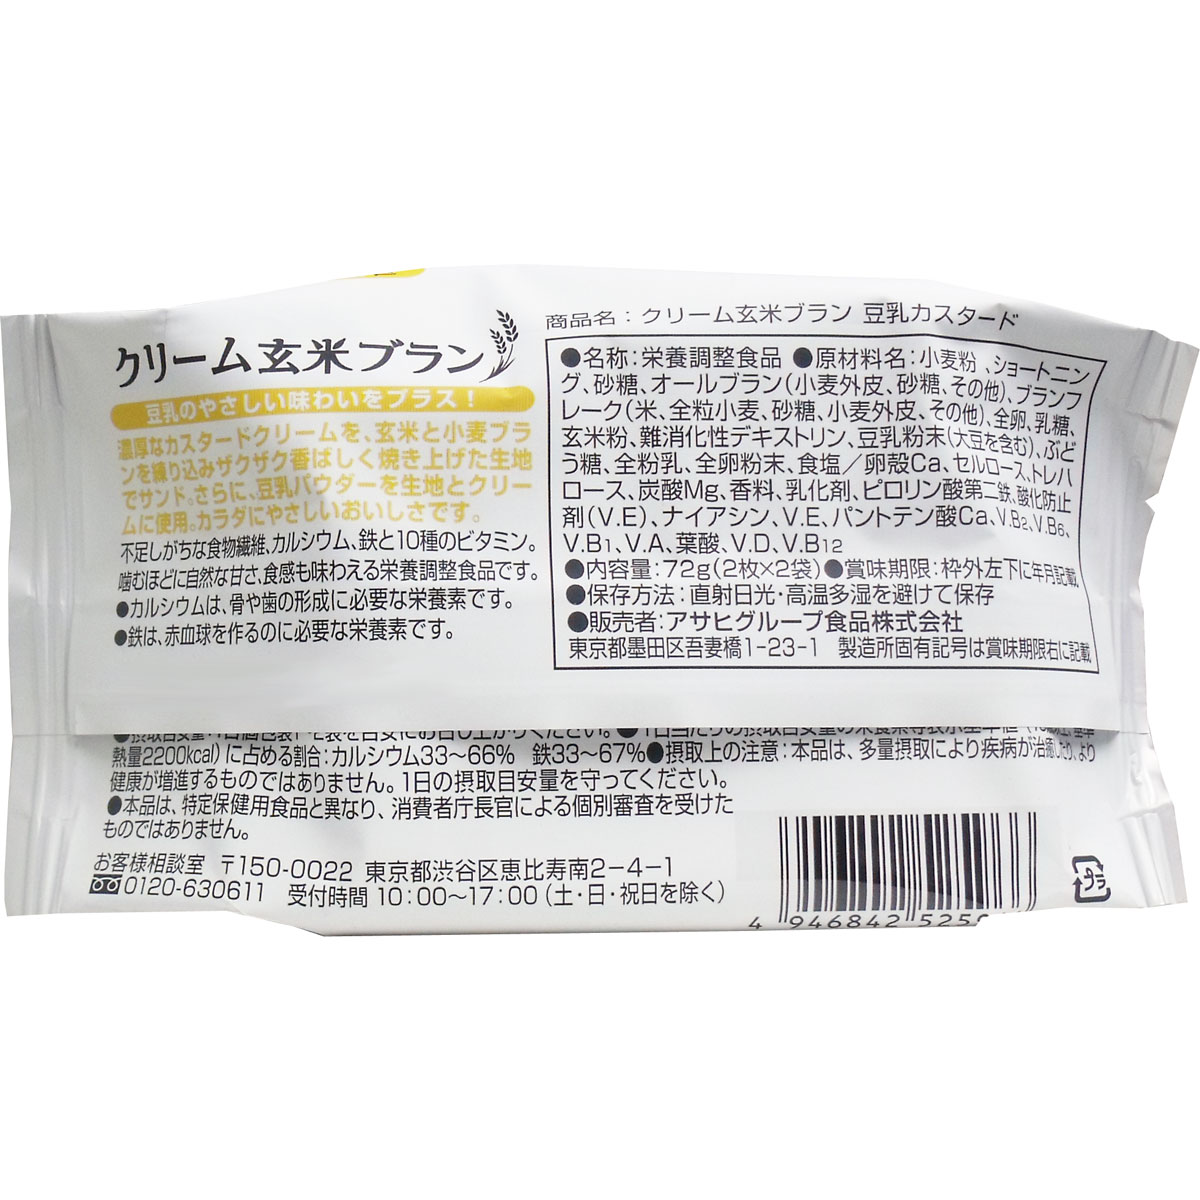 クリーム玄米ブラン
豆乳のやさしい味わいをプラス!
濃厚なカスタードクリームを、玄米と小麦ブラ
ンを練り込みザクザク香ばしく焼き上げた生地
でサンド。さらに、豆乳パウダーを生地とクリー
ムに使用。カラダにやさしいおいしさです。
不足しがちな食物繊維、カルシウム、鉄と10種のビタミン。
噛むほどに自然な甘さ、食感も味わえる栄養調整食品です。
●カルシウムは、骨や歯の形成に必要な栄養素です。
●鉄は、赤血球を作るのに必要な栄養素です。
商品名:クリーム玄米ブラン 豆乳カスタード
●名称:栄養調整食品 ●原材料名:小麦粉、ショートニン
グ、砂糖、オールブラン(小麦外皮、砂糖、その他)、ブランフ
レーク(米、全粒小麦、砂糖、小麦外皮、その他)、全卵、乳糖、
玄米粉、難消化性デキストリン、豆乳粉末(大豆を含む)、ぶど
う糖、全粉乳、全卵粉末、食塩/卵殻Ca、セルロース、トレハ
ロース、炭酸Mg、香料、乳化剤、ピロリン酸第二鉄、酸化防止
剤(V.E)、ナイアシン、V.E、パントテン酸Ca、V.B2、V.B6、
V.B1、V.A、葉酸、V.D、V.B12
●内容量:72g(2枚×2袋)●賞味期限:枠外左下に年月記載
●保存方法:直射日光・高温多湿を避けて保存
●販売者:アサヒグループ食品株式会社
東京都墨田区吾妻橋1-23-1 製造所固有記号は賞味期限右に記載
熱量2200kcal)に占める割合:カルシウム33~66% 鉄33~67%●摂取上の注意:本品は、多量摂取により疾病が治癒したり、より
健康が増進するものではありません。1日の摂取目安量を守ってください。
●本品は、特定保健用食品と異なり、消費者庁長官による個別審査を受けた
ものではありません。
お客様相談室 〒150-0022 東京都渋谷区恵比寿南2-4-1
0120-630611 受付時間 10:00~17:00(土・日・祝日を除く)
4 946842 525
プラ